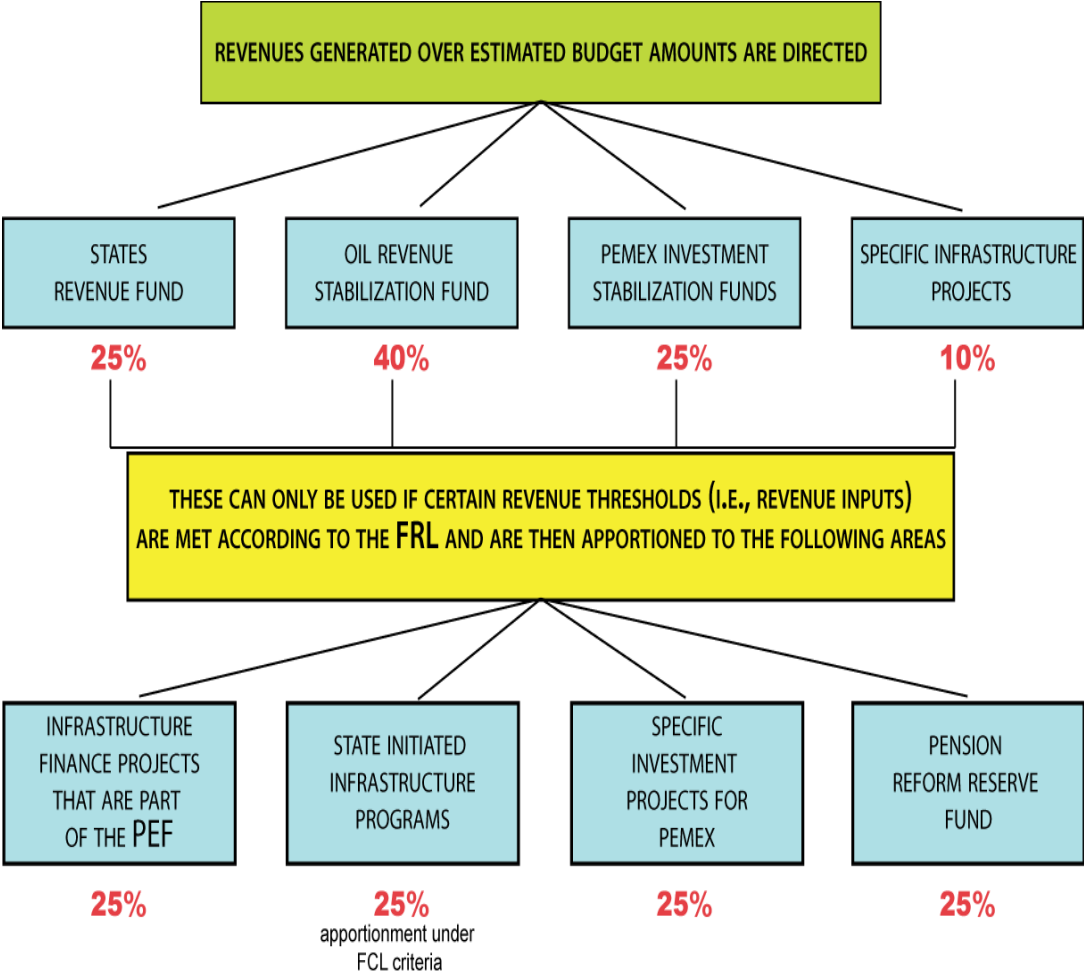 REVENUES GENERATED OVER ESTIMATED BUDGET AMOUNTS ARE DIRECTED
STATES
REVENUE FUND
25%
OIL REVENUE
STABILIZATION FUND
40%
PEMEX INVESTMENT
STABILIZATION FUNDS
25%
SPECIFIC INFRASTRUCTURE
PROJECTS
10%
THESE CAN ONLY BE USED IF CERTAIN REVENUE THRESHOLDS (I.E., REVENUE INPUTS)
ARE MET ACCORDING TO THE FRL AND ARE THEN APPORTIONED TO THE FOLLOWING AREAS
INFRASTRUCTURE
FINANCE PROJECTS
THAT ARE PART
OF THE PEF
25%
STATE INITIATED
INFRASTRUCTURE
PROGRAMS
25%
apportionment under
FCL criteria
SPECIFIC
INVESTMENT
PROJECTS FOR
PEMEX
25%
PENSION
REFORM RESERVE
FUND
25%